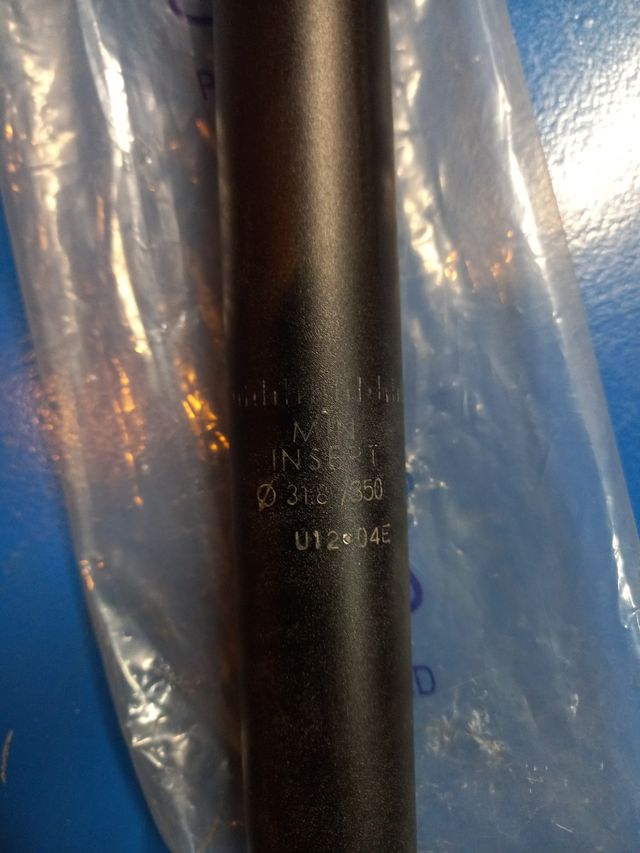 MIN
INSERT
Ø 31.8 /350
U12•04E